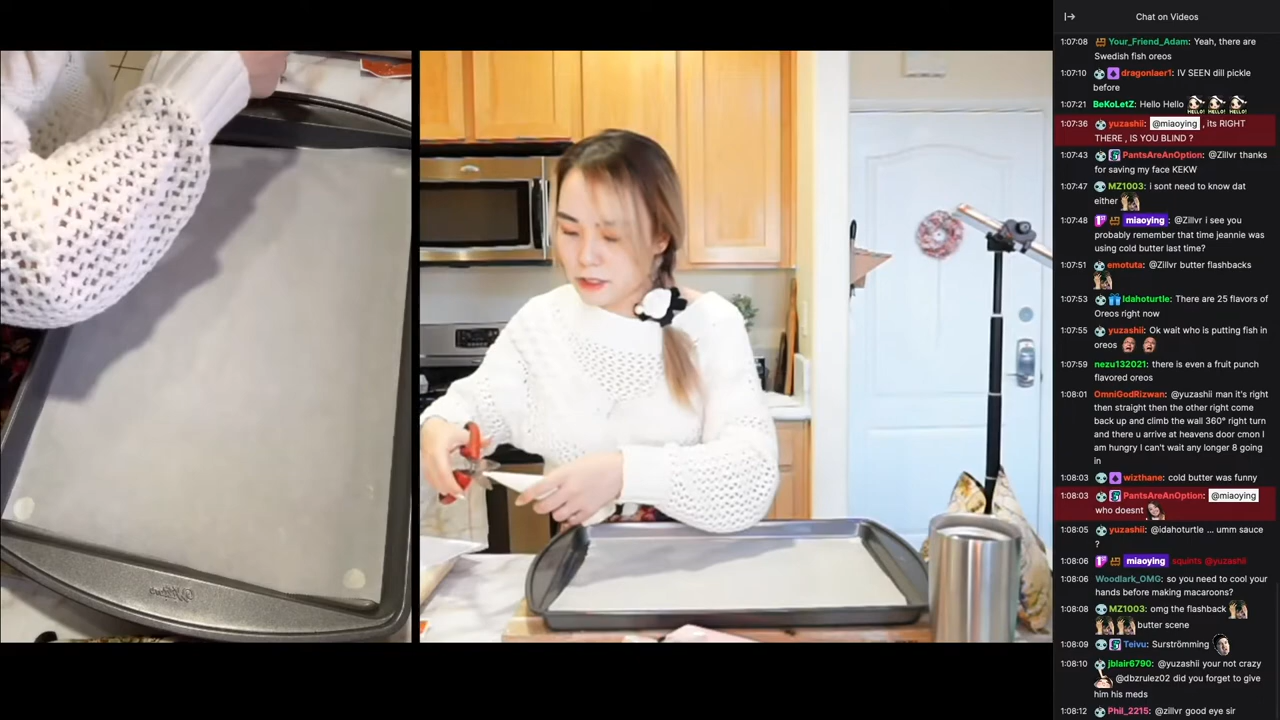 Chat on Videos
1:07:08 Your_Friend_Adam: Yeah, there are
Swedish fish oreos
1:07:10 dragonlaer1: IV SEEN dill pickle
before
1:07:21 BeKoLetZ: Hello Hello HELLO! HELLO! HELLO!
1:07:36 yuzashii: @miaoying , its RIGHT
THERE , IS YOU BLIND ?
1:07:43 PantsAreAnOption: @Zillvr thanks
for saving my face KEKW
1:07:47 MZ1003: i sont need to know dat
either
1:07:48 miaoying : @Zillvr i see you
probably remember that time jeannie was
using cold butter last time?
1:07:51 emotuta: @Zillvr butter flashbacks
1:07:53 Idahoturtle: There are 25 flavors of
Oreos right now
1:07:55 yuzashii: Ok wait who is putting fish in
oreos
1:07:59 nezu132021: there is even a fruit punch
flavored oreos
1:08:01 OmniGodRizwan: @yuzashii man it's right
then straight then the other right come
back up and climb the wall 360° right turn
and there u arrive at heavens door cmon I
am hungry I can't wait any longer 8 going
in
1:08:03 wizthane: cold butter was funny
1:08:03 PantsAreAnOption: @miaoying
who doesnt
1:08:05 yuzashii: @idahoturtle ... umm sauce
?
1:08:06 miaoying squints @yuzashii
1:08:06 Woodlark_OMG: so you need to cool your
hands before making macaroons?
1:08:08 MZ1003: omg the flashback
butter scene
1:08:09 Teivu: Surströmming
1:08:10 jblair6790: @yuzashii your not crazy
@dbzrulez02 did you forget to give
him his meds
1:08:12 Phil_2215: @zillvr good eye sir
Wilton